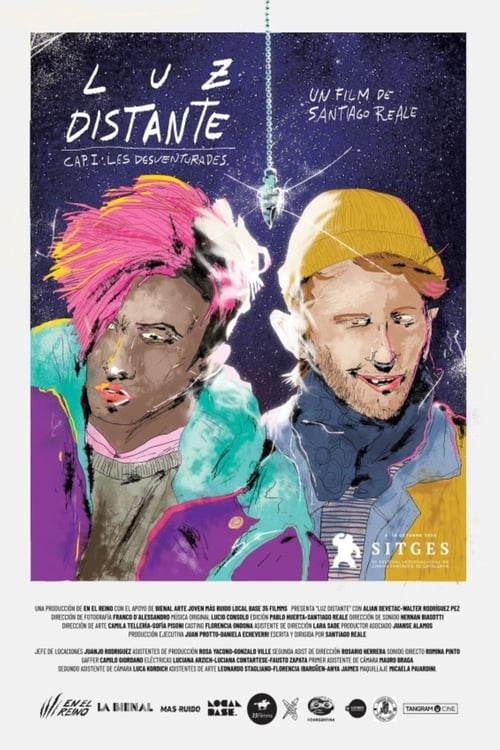 LUZ
DISTANTE
CAP. I: LES DESVENTURADES.
UN FILM DE
SANTIAGO REALE
SITGES
UNA PRODUCCIÓN DE EN EL REINO CON EL APOYO DE BIENAL ARTE JOVEN MÁS RUIDO LOCAL BASE 35 FILMMS PRESENTA "LUZ DISTANTE" CON ALIAN DEVETAC-WALTER RODRÍGUEZ PEZ
DIRECCIÓN DE FOTOGRAFÍA FRANCO D'ALESSANDRO MÚSICA ORIGINAL LUCIO CONSOLO EDICIÓN PABLO HUERTA-SANTIAGO REALE DIRECCIÓN DE SONIDO HERNAN BIASOTTI
DIRECCIÓN DE ARTE CAMILA TELLERÍA-SOFÍA PISONI CASTING FLORENCIA ONDONA ASISTENTE DE DIRECCIÓN LARA SADE PRODUCTOR ASOCIADO JUANSE ALAMOS
PRODUCCIÓN EJECUTIVA JUAN PROTTO-DANIELA ECHEVERRI ESCRITA Y DIRIGIDA POR SANTIAGO REALE
JEFE DE LOCACIONES JUANJO RODRIGUEZ ASISTENTES DE PRODUCCIÓN ROSA YACONO-GONZALO VILLE SEGUNDA ASIST DE DIRECCIÓN ROSARIO HERRERA SONIDO DIRECTO ROMINA PINTO
GAFFER CAMILO GIORDANO ELÉCTRICAS: LUCIANA ARZICH-LUCIANA CONTARTESE-FAUSTO ZAPATA PRIMER ASISTENTE DE CÁMARA MAURO BRAGA
SEGUNDO ASISTENTE DE CÁMARA LUCA KORDICH ASISTENTES DE ARTE LEONARDO STAGLIANO-FLORENCIA IBARGÜEN-ANYA JAIMES MAQUILLAJE MICAELA PAIARDINI.
EN EL REINO LA BIENAL MAS RUIDO LOCAL BASE. 35 TANGRAM CINE